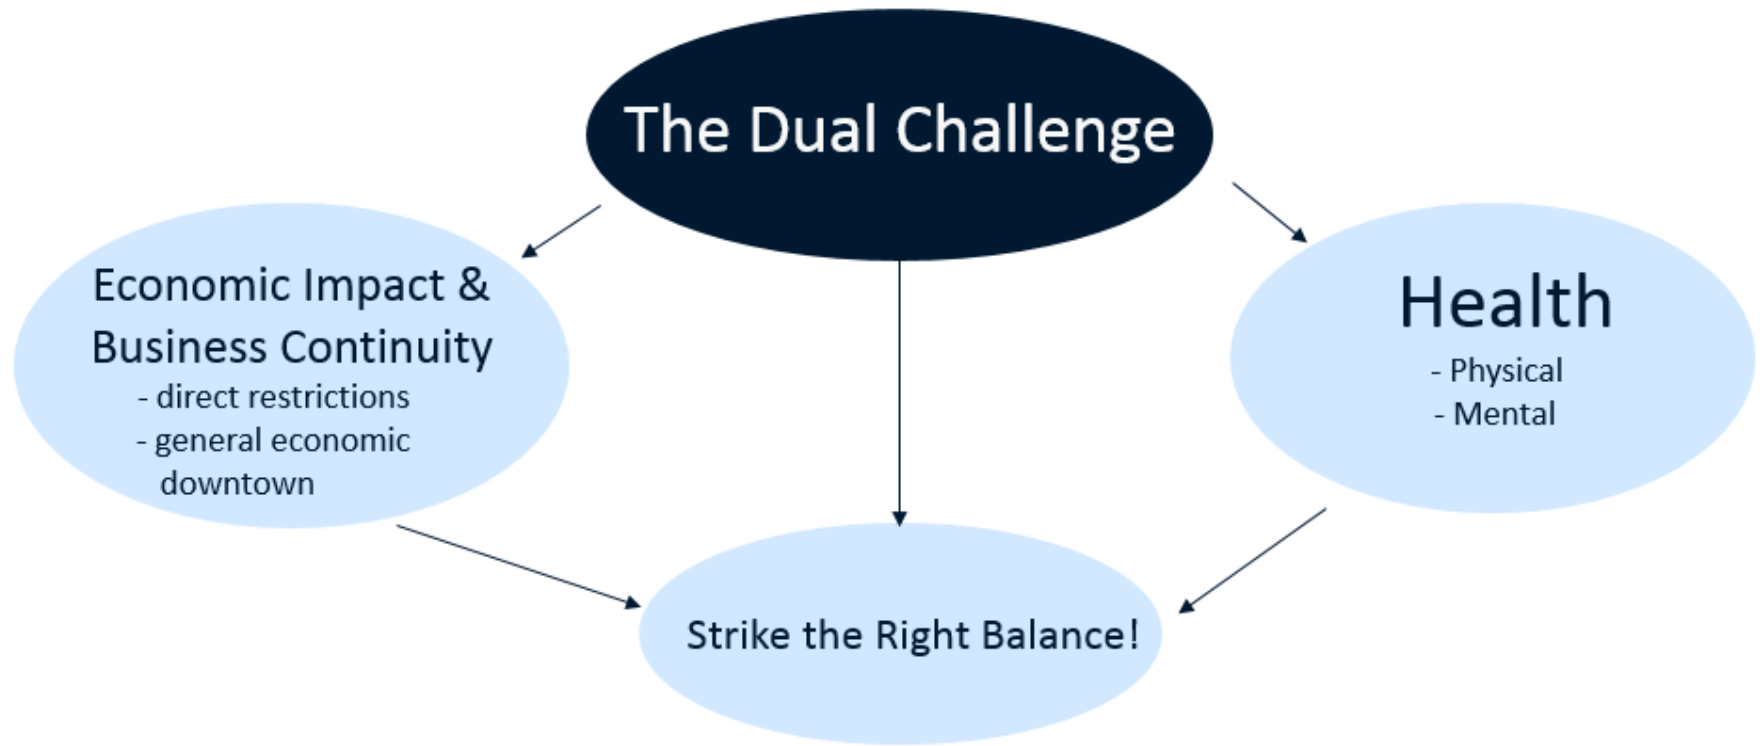 The Dual Challenge
Economic Impact &
Business Continuity
- direct restrictions
- general economic
downtown
Health
- Physical
- Mental
Strike the Right Balance!